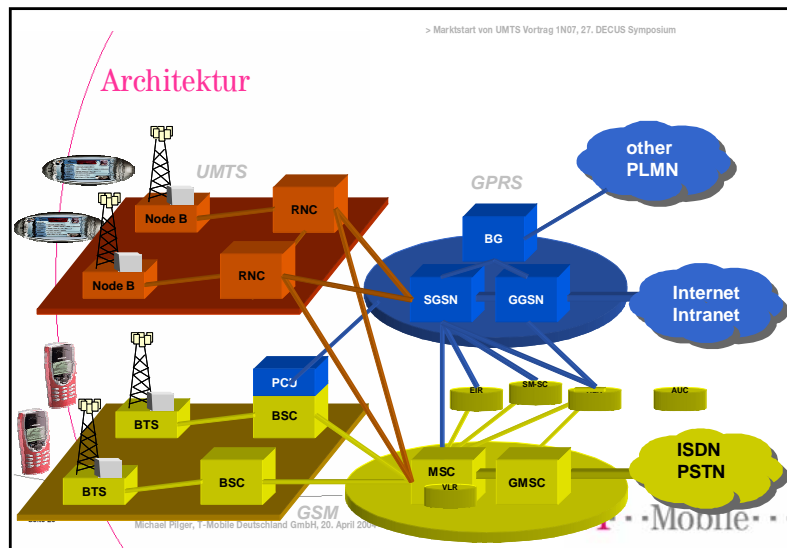 > Marktstart von UMTS Vortrag 1N07, 27. DECUS Symposium
Architektur
UMTS
GPRS
other
PLMN
Node B
RNC
BG
Node B
RNC
SGSN
GGSN
Internet
Intranet
PCU
BSC
BTS
EIR
SM-SC
AUC
BTS
BSC
MSC
VLR
GMSC
ISDN
PSTN
GSM
Michael Pilger, T-Mobile Deutschland GmbH, 20. April 2004
T··Mobile··